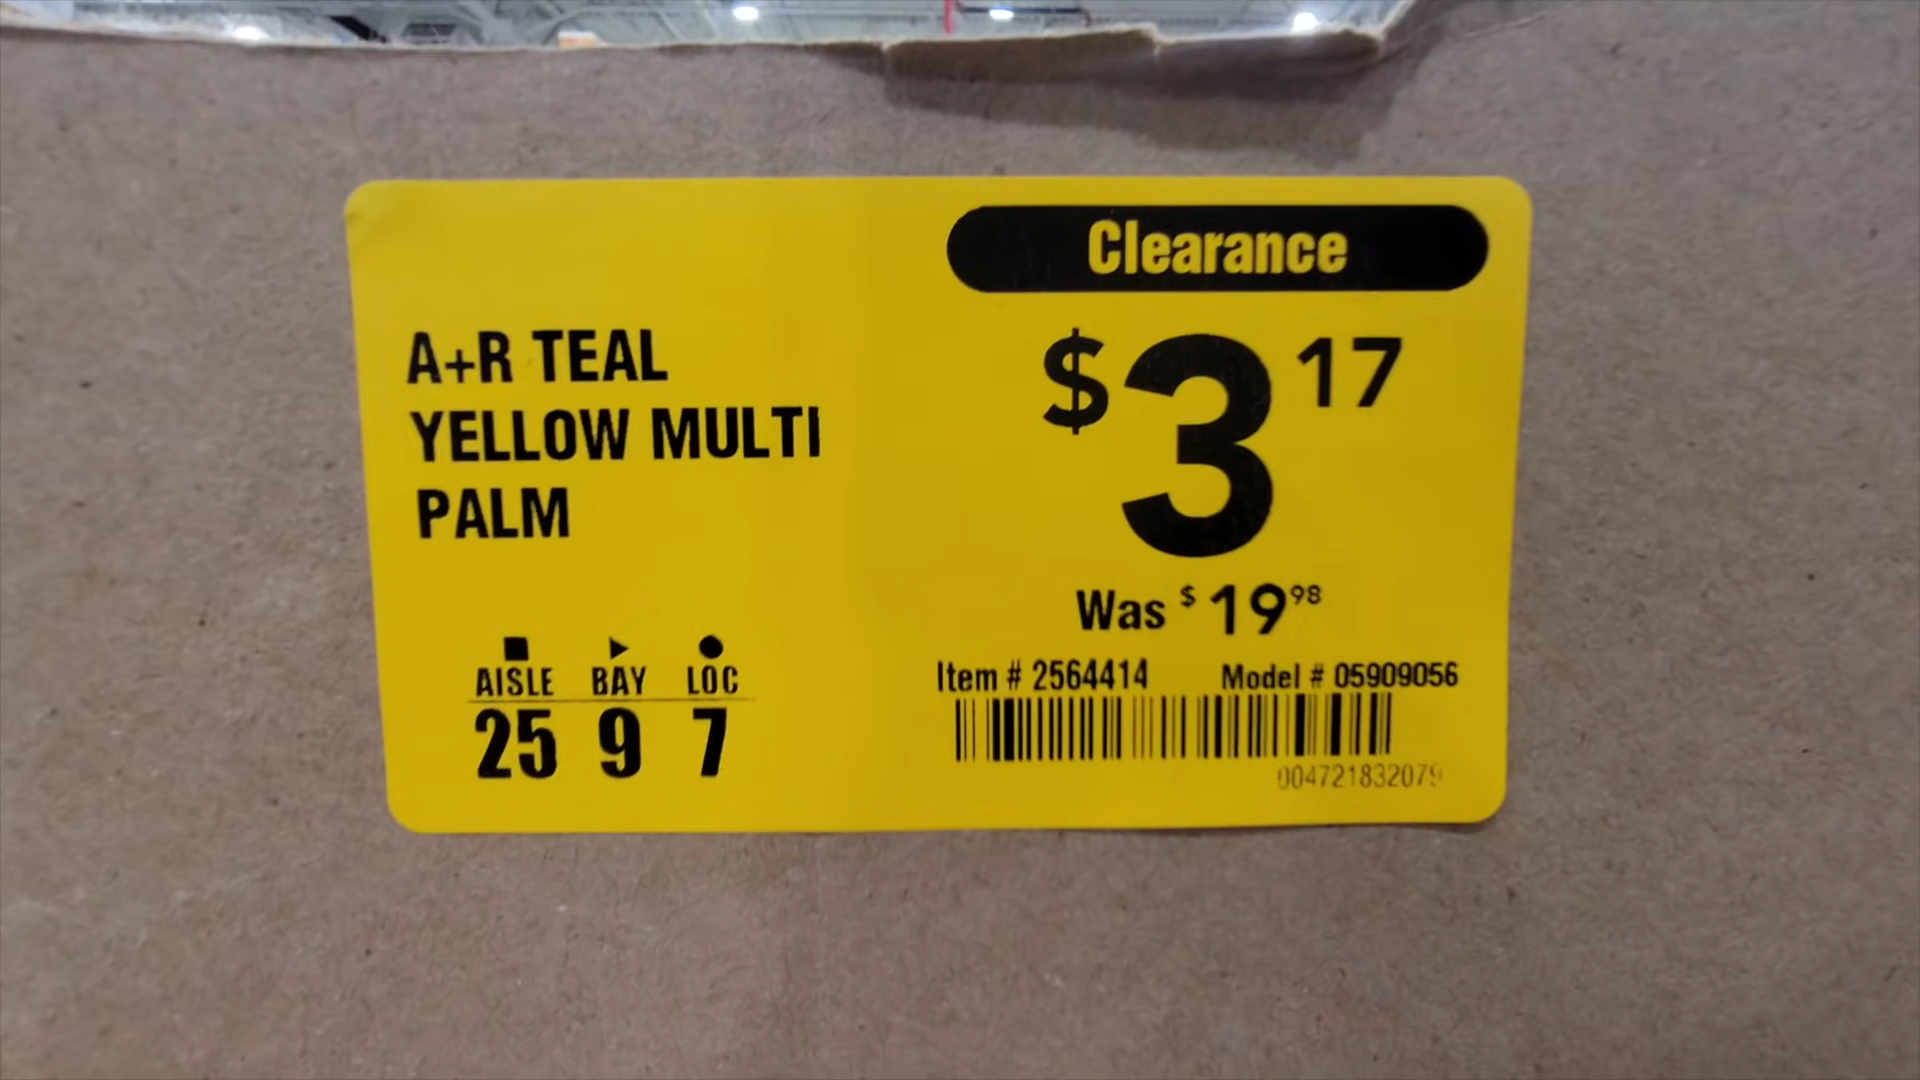 Clearance
A+R TEAL
YELLOW MULTI
PALM
$3 17
Was $19 98
AISLE BAY LOC
25 9 7
Item # 2564414 Model # 05909056
004721832079